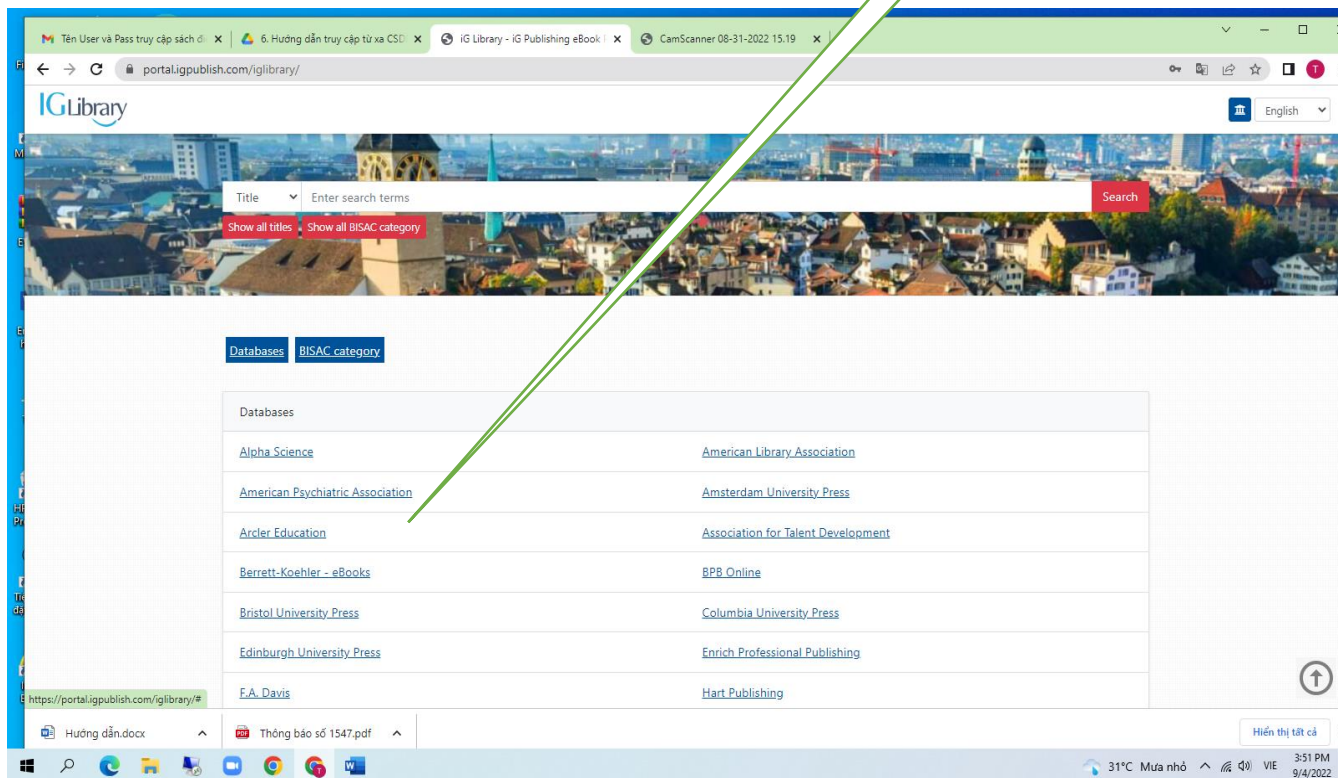 Tên User và Pass truy cập sách đi
6. Hướng dẫn truy cập từ xa CSD
iG Library - iG Publishing eBook
CamScanner 08-31-2022 15.19
portal.igpublish.com/iglibrary/
T
IGLibrary
English
Title
Enter search terms
Search
Show all titles
Show all BISAC category
Databases
BISAC category
Databases
Alpha Science
American Library Association
American Psychiatric Association
Amsterdam University Press
Arcler Education
Association for Talent Development
Berrett-Koehler - eBooks
BPB Online
Bristol University Press
Columbia University Press
Edinburgh University Press
Enrich Professional Publishing
F.A. Davis
Hart Publishing
https://portal.igpublish.com/iglibrary/#
Hướng dẫn.docx
Thông báo số 1547.pdf
Hiển thị tất cả
31°C Mưa nhỏ
VIE
3:51 PM
9/4/2022